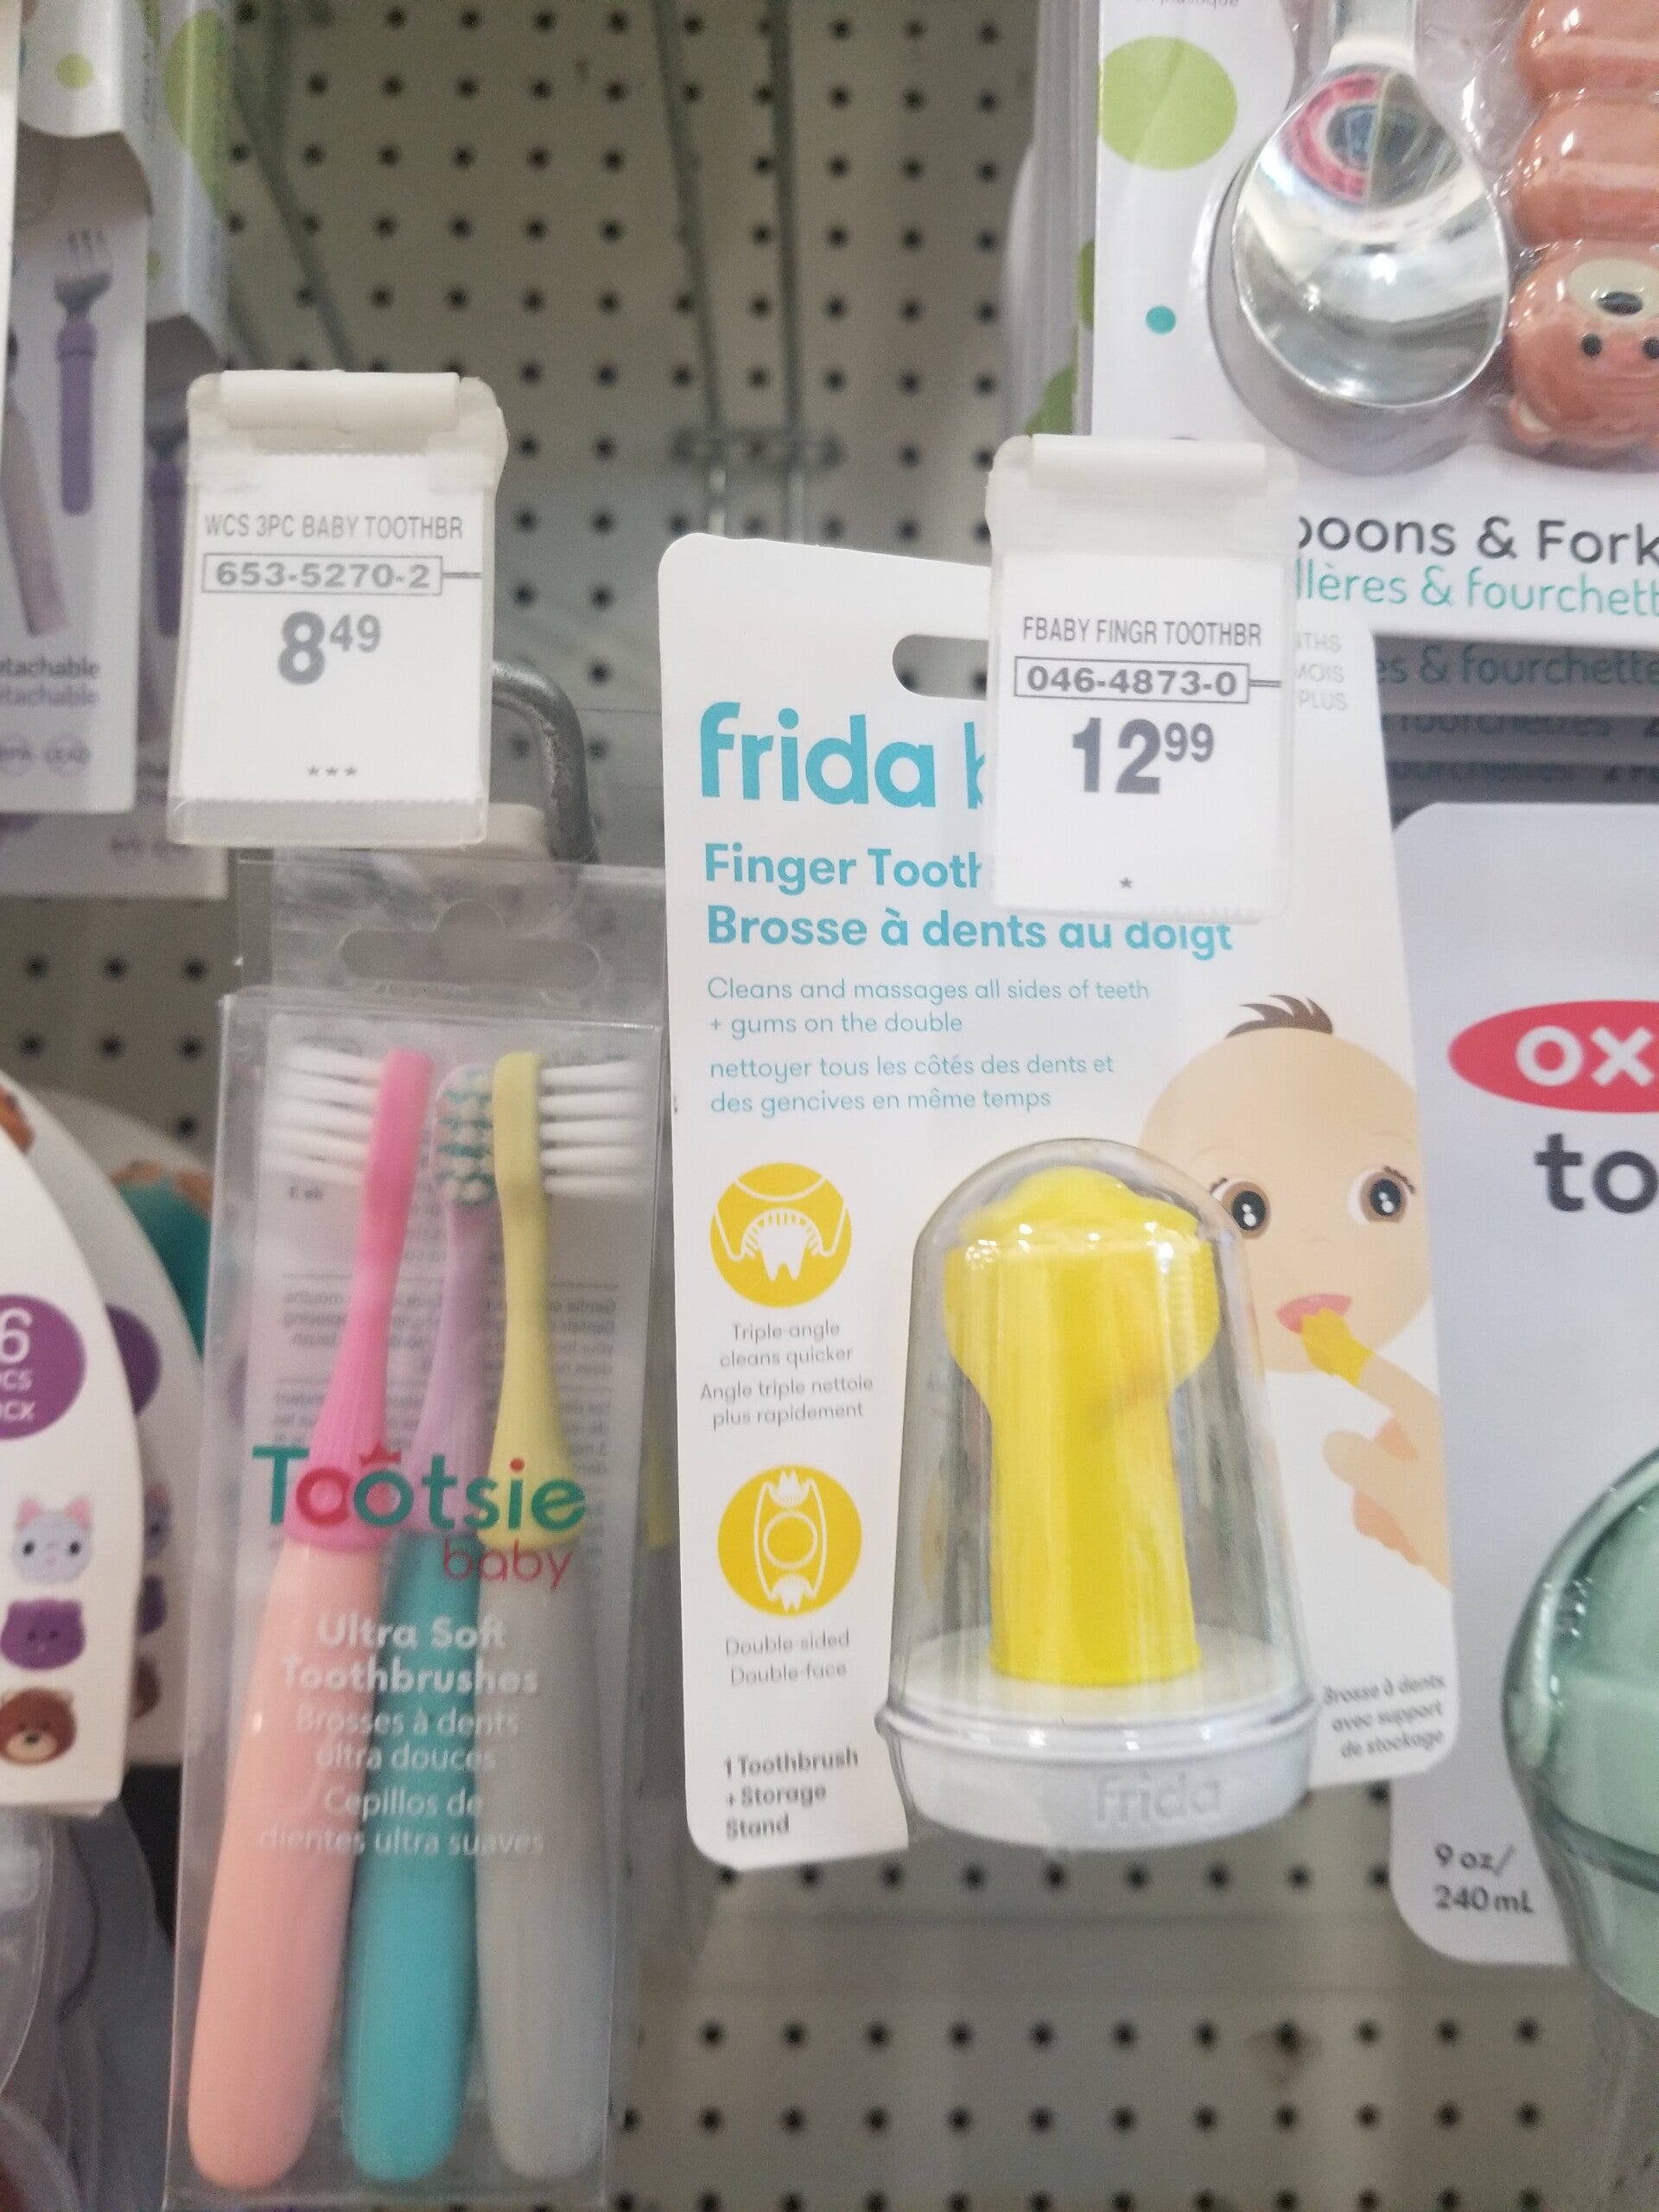 WCS 3PC BABY TOOTHBR
653-5270-2
8 49
***
FBABY FINGR TOOTHBR
046-4873-0
12 99
*
frida
Finger
Brosse à dents au doigt
Cleans and massages all sides of teeth
+ gums on the double
nettoyer tous les côtés des dents et
des gencives en même temps
Triple-angle
cleans quicker
Angle triple nettoie
plus rapidement
Double-sided
Double-face
1 Toothbrush
+ Storage
Stand
Brosse à dents
avec support
de stockage
frida
Tootsie
baby
Ultra Soft
Toothbrushes
Brosses à dents
ultra douces
Cepillos de
dientes ultra suaves
& Fork
& fourchett
& fourchette
MOIS
PLUS
OX
to
9 oz/
240 mL
6